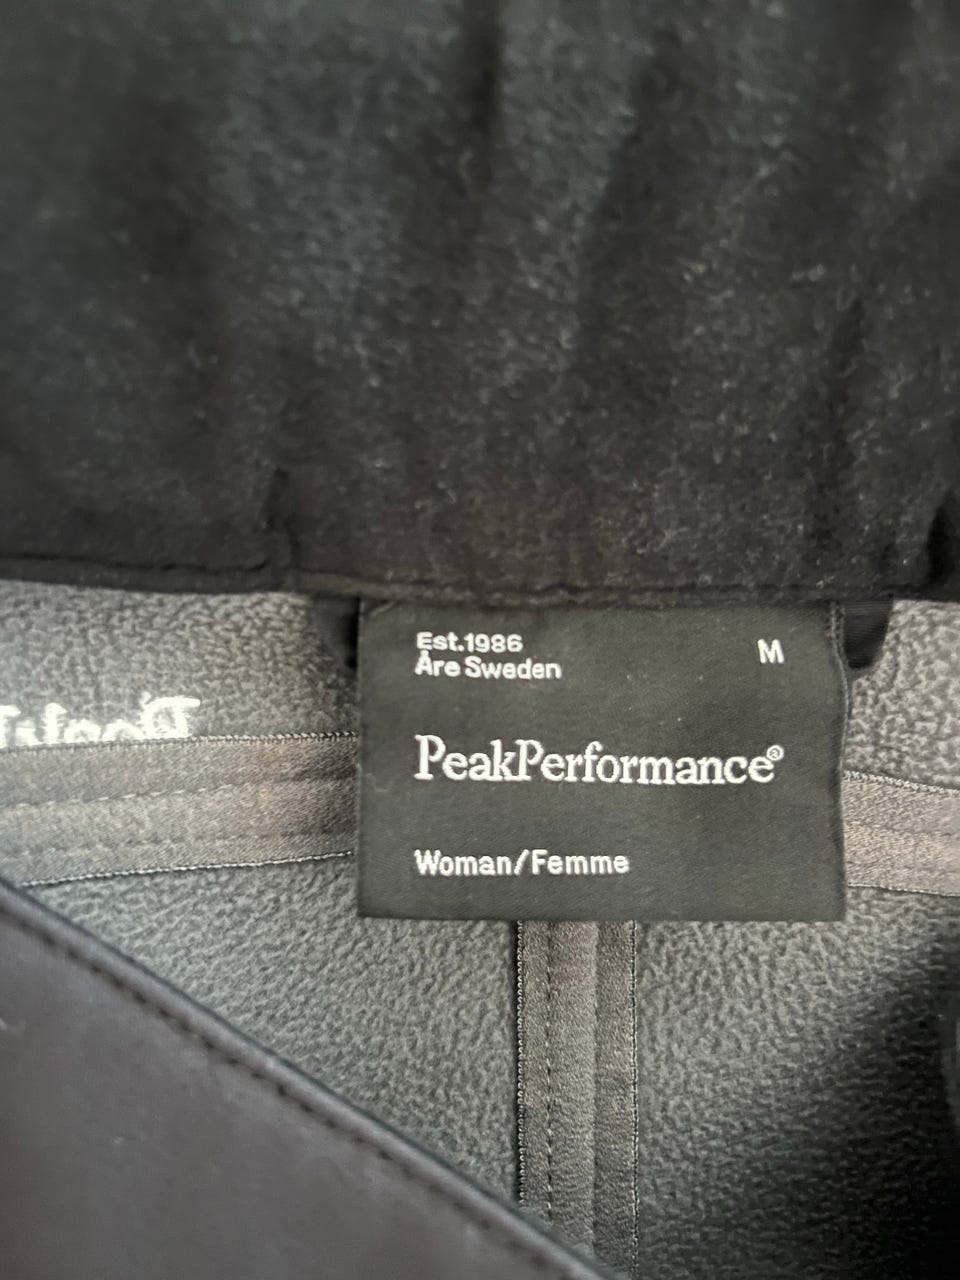 Est.1986
Åre Sweden
M
PeakPerformance®
Woman/Femme